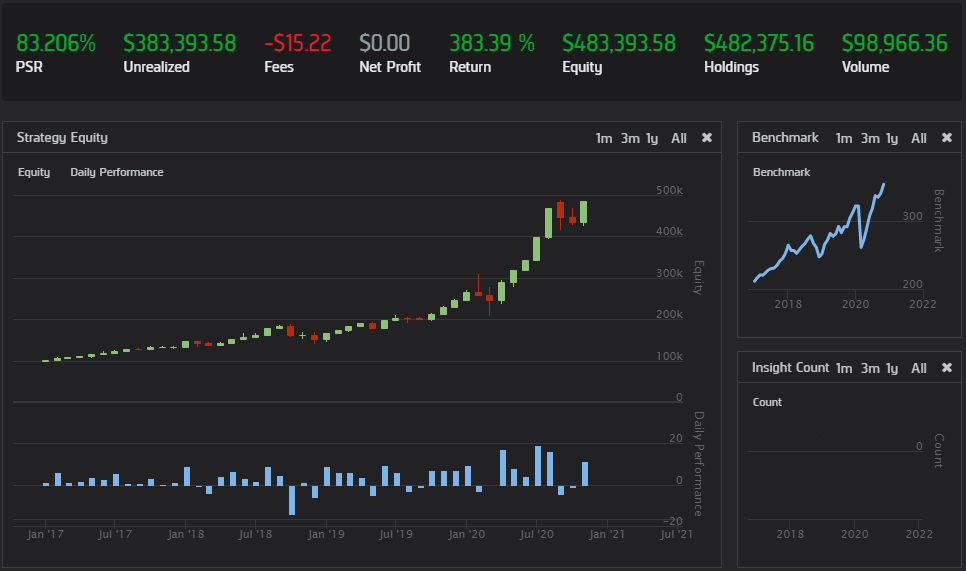 83.206% $383,393.58 -$15.22 $0.00 383.39 % $483,393.58 $482,375.16 $98,966.36
PSR Unrealized Fees Net Profit Return Equity Holdings Volume
Strategy Equity 1m 3m 1y All ✖
Equity Daily Performance
500k
400k
300k
200k
100k
0
Equity
20
0
-20
Daily Performance
Jan '17 Jul '17 Jan '18 Jul '18 Jan '19 Jul '19 Jan '20 Jul '20 Jan '21 Jul '21
Benchmark 1m 3m 1y All ✖
Benchmark
300
200
Benchmark
2018 2020 2022
Insight Count 1m 3m 1y All ✖
Count
0
Count
2018 2020 2022